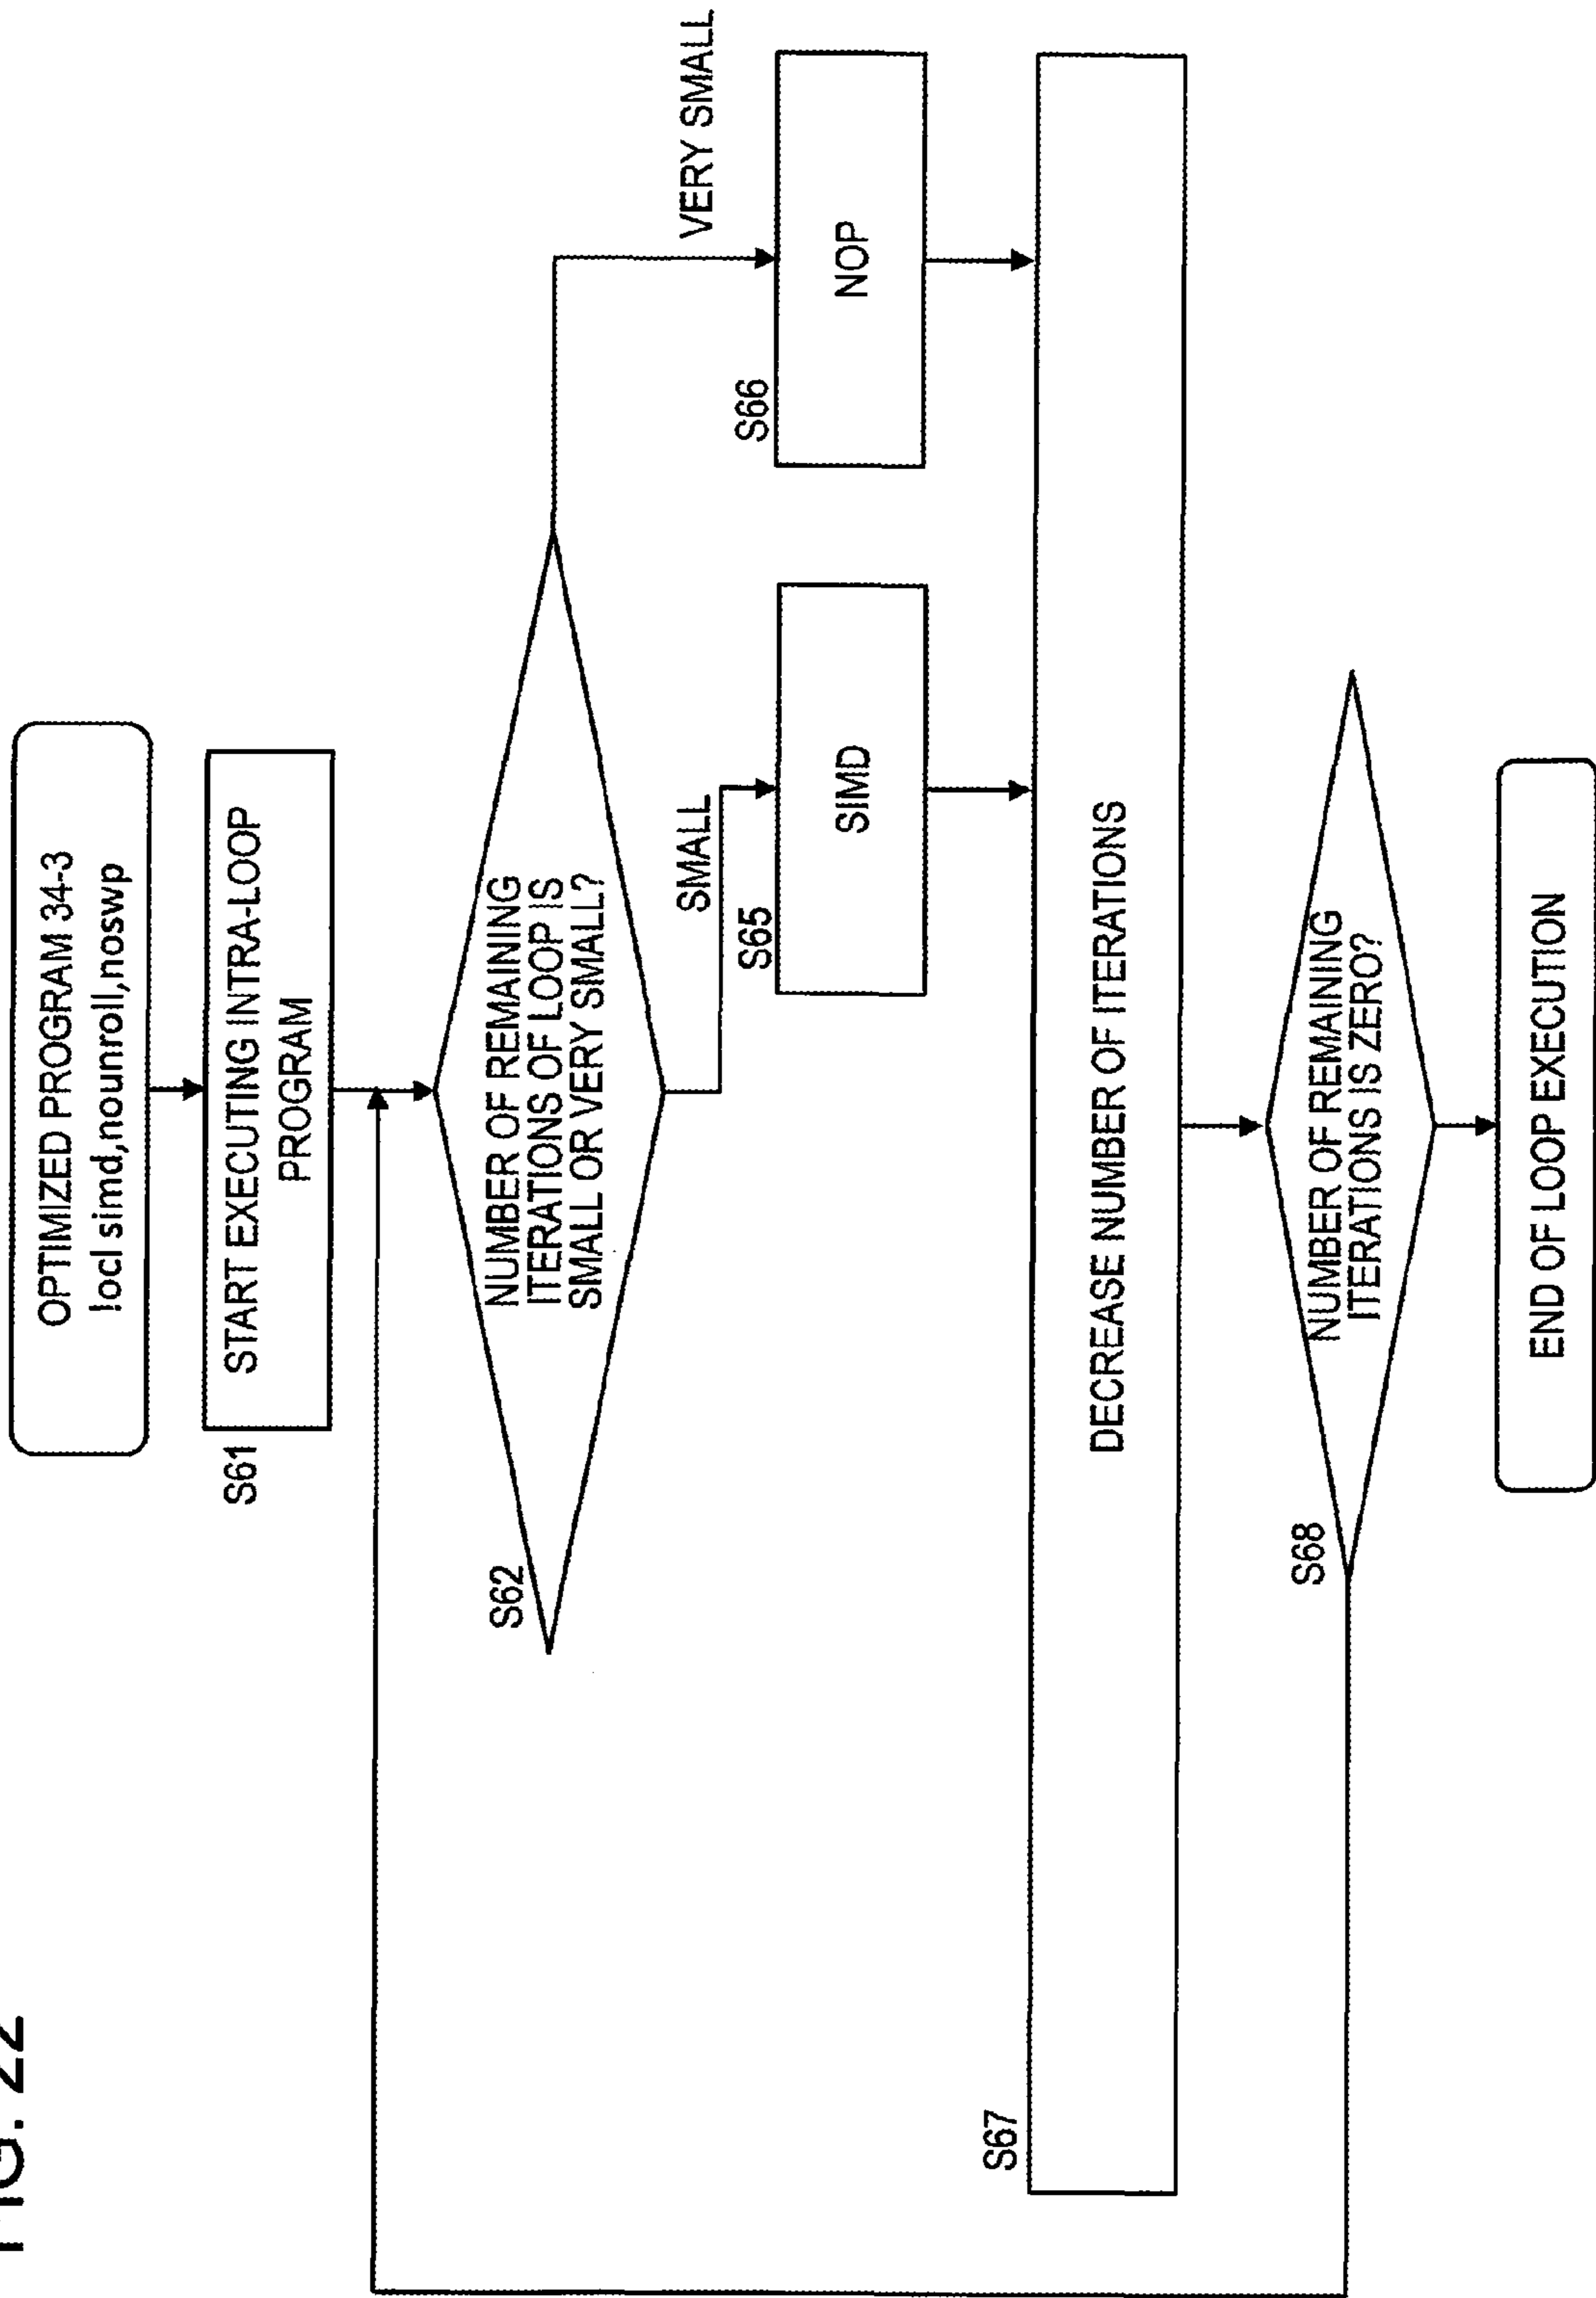 FIG. 22
OPTIMIZED PROGRAM 34-3
!ocl simd,nounroll,noswp
S61
START EXECUTING INTRA-LOOP
PROGRAM
S62
NUMBER OF REMAINING
ITERATIONS OF LOOP IS
SMALL OR VERY SMALL?
SMALL
VERY SMALL
S65
SIMD
S66
NOP
S67
DECREASE NUMBER OF ITERATIONS
S68
NUMBER OF REMAINING
ITERATIONS IS ZERO?
END OF LOOP EXECUTION